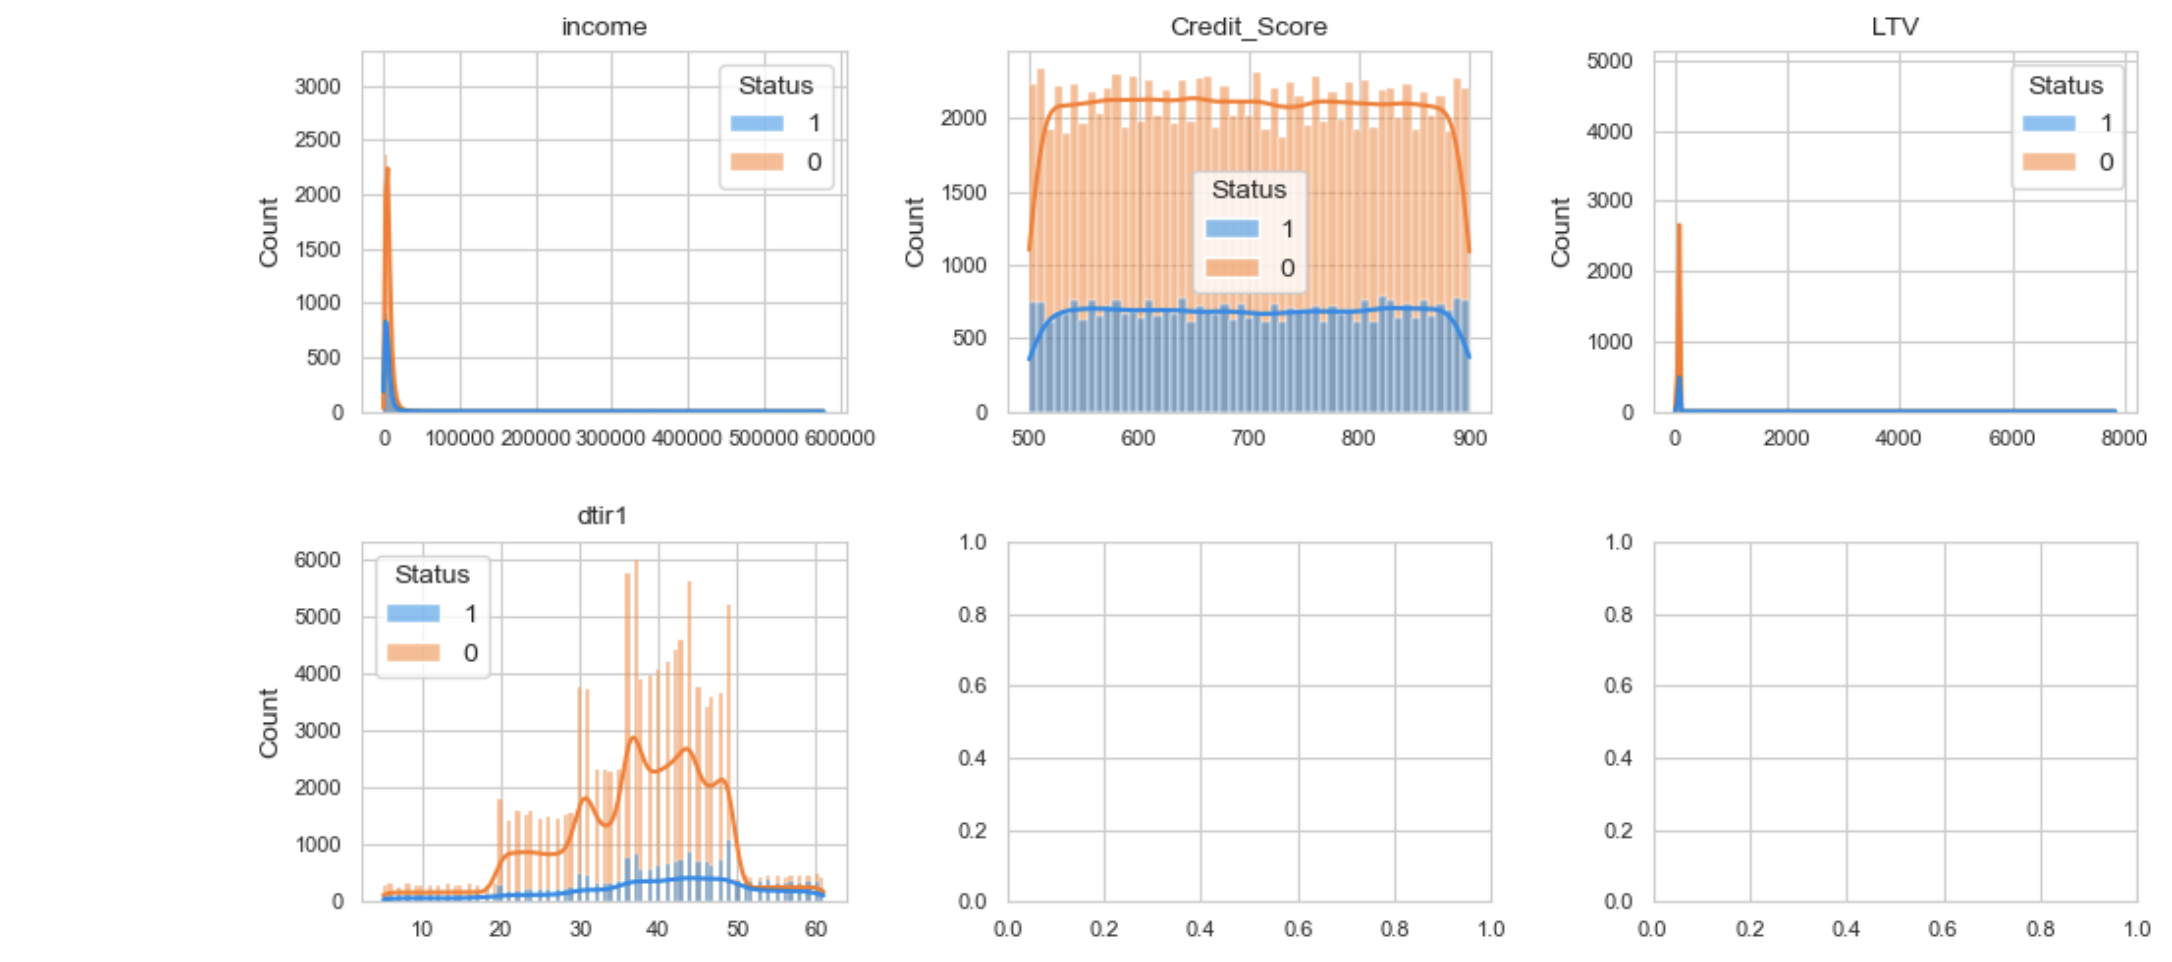 income
Count
3000
2500
2000
1500
1000
500
0
Status
1
0
0 100000 200000 300000 400000 500000 600000
Credit_Score
Count
2000
1500
1000
500
0
Status
1
0
500 600 700 800 900
LTV
Count
5000
4000
3000
2000
1000
0
Status
1
0
0 2000 4000 6000 8000
dtir1
Count
6000
5000
4000
3000
2000
1000
0
Status
1
0
10 20 30 40 50 60
1.0
0.8
0.6
0.4
0.2
0.0
0.0 0.2 0.4 0.6 0.8 1.0
1.0
0.8
0.6
0.4
0.2
0.0
0.0 0.2 0.4 0.6 0.8 1.0